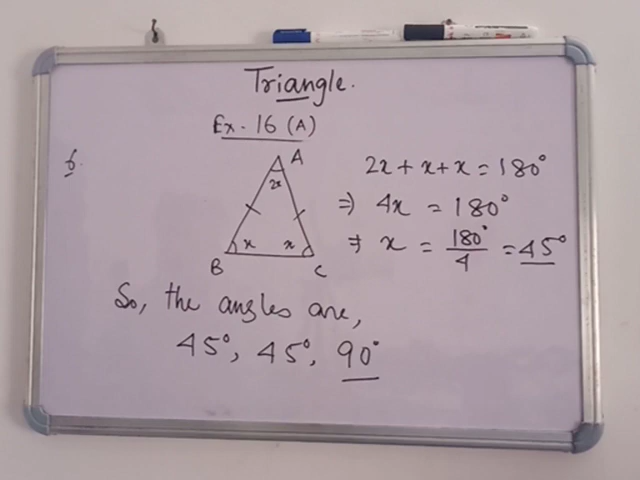 Triangle.
Ex. 16 (A)
6.
A
2x
x
x
B
C
2x + x + x = 180°
⇒ 4x = 180°
⇒ x = 180°/4 = 45°
So, the angles are,
45°, 45°, 90°